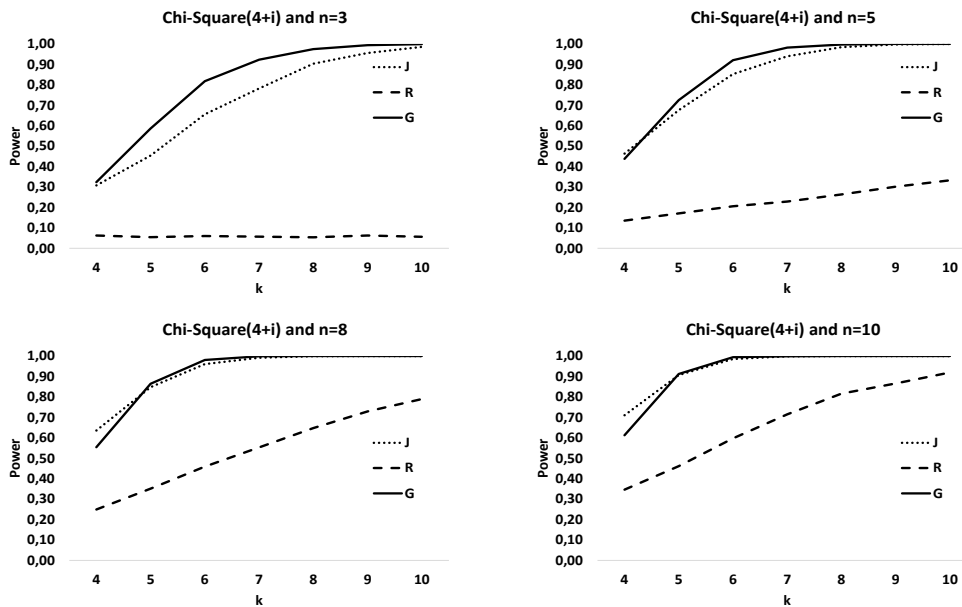 Chi-Square(4+i) and n=3
1,00
0,90
0,80
0,70
0,60
0,50
0,40
0,30
0,20
0,10
0,00
Power
J
R
G
4 5 6 7 8 9 10
k
Chi-Square(4+i) and n=5
1,00
0,90
0,80
0,70
0,60
0,50
0,40
0,30
0,20
0,10
0,00
Power
J
R
G
4 5 6 7 8 9 10
k
Chi-Square(4+i) and n=8
1,00
0,90
0,80
0,70
0,60
0,50
0,40
0,30
0,20
0,10
0,00
Power
J
R
G
4 5 6 7 8 9 10
k
Chi-Square(4+i) and n=10
1,00
0,90
0,80
0,70
0,60
0,50
0,40
0,30
0,20
0,10
0,00
Power
J
R
G
4 5 6 7 8 9 10
k